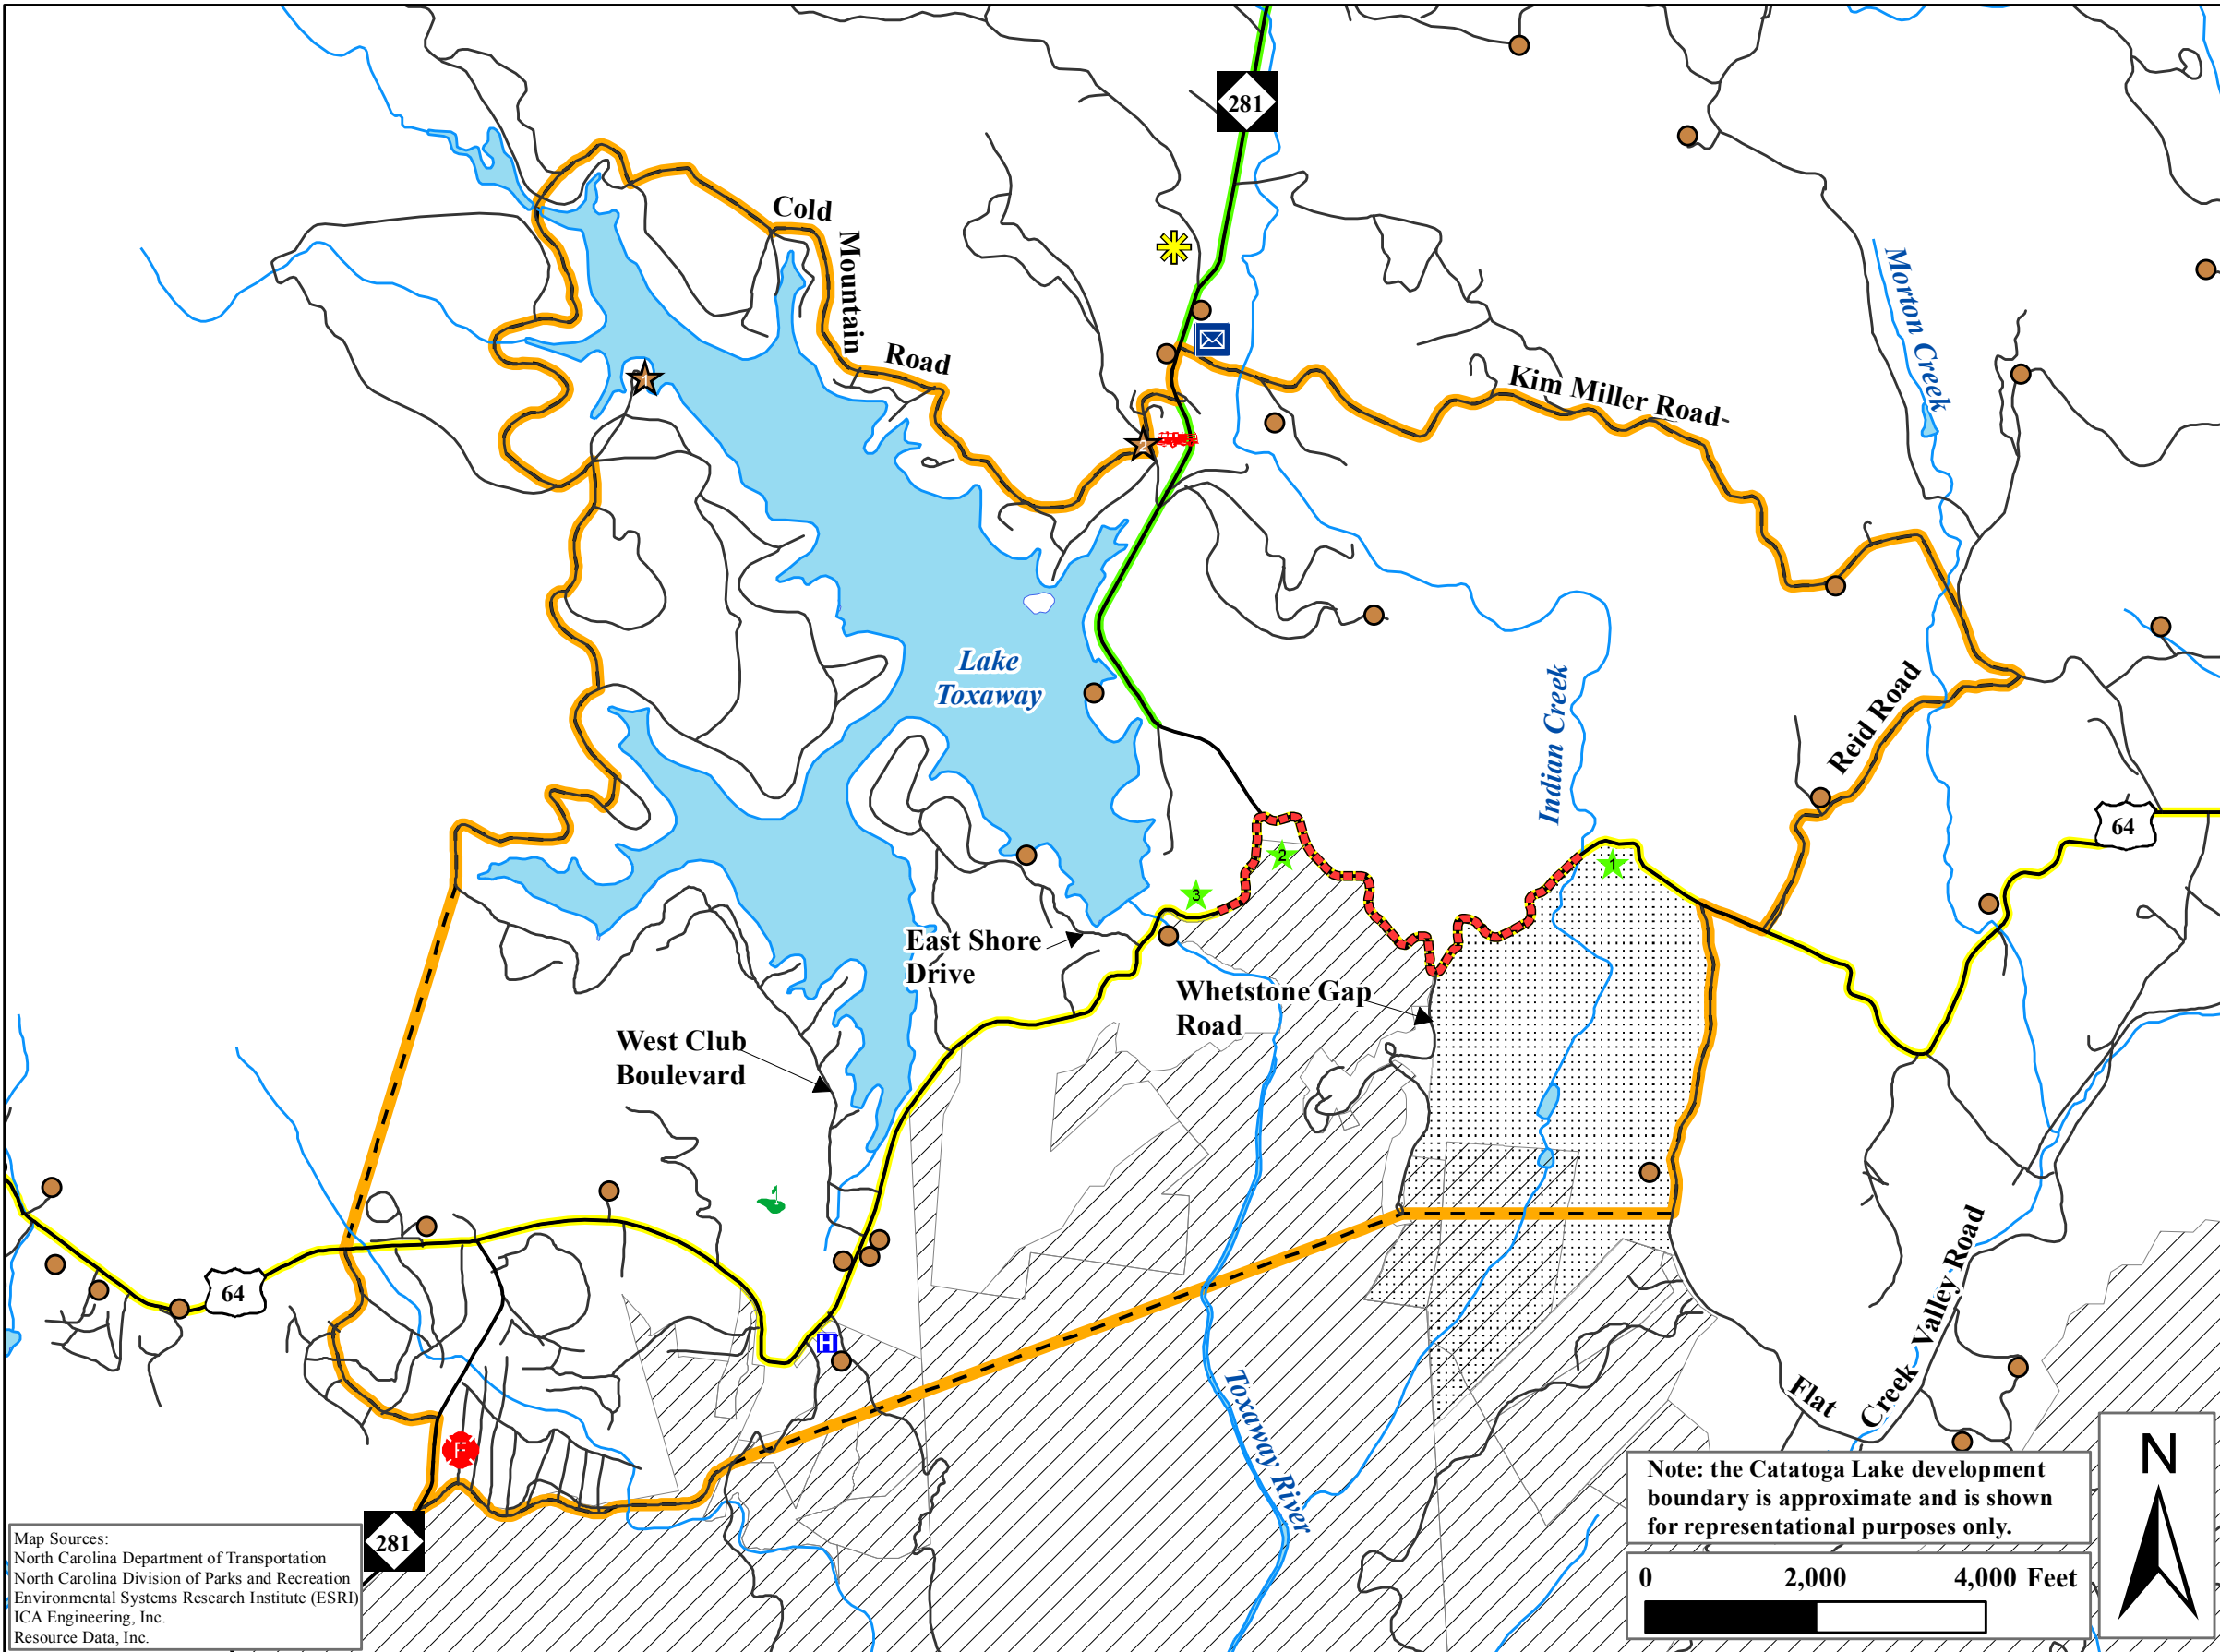 281
Cold
Mountain
Road
Morton Creek
Kim Miller Road
2
Lake
Toxaway
Indian Creek
Reid Road
64
2
1
3
East Shore
Drive
Whetstone Gap
Road
West Club
Boulevard
64
H
Flat
Creek Valley Road
Toxaway River
F
281
Map Sources:
North Carolina Department of Transportation
North Carolina Division of Parks and Recreation
Environmental Systems Research Institute (ESRI)
ICA Engineering, Inc.
Resource Data, Inc.
Note: the Catatoga Lake development
boundary is approximate and is shown
for representational purposes only.
0 2,000 4,000 Feet
N